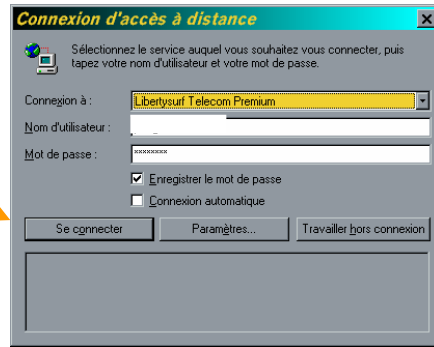 Connexion d'accès à distance
Sélectionnez le service auquel vous souhaitez vous connecter, puis
tapez votre nom d'utilisateur et votre mot de passe.
Connexion à :
Libertysurf Telecom Premium
Nom d'utilisateur :
Mot de passe :
xxxxxxxx
Enregistrer le mot de passe
Connexion automatique
Se connecter
Paramètres...
Travailler hors connexion